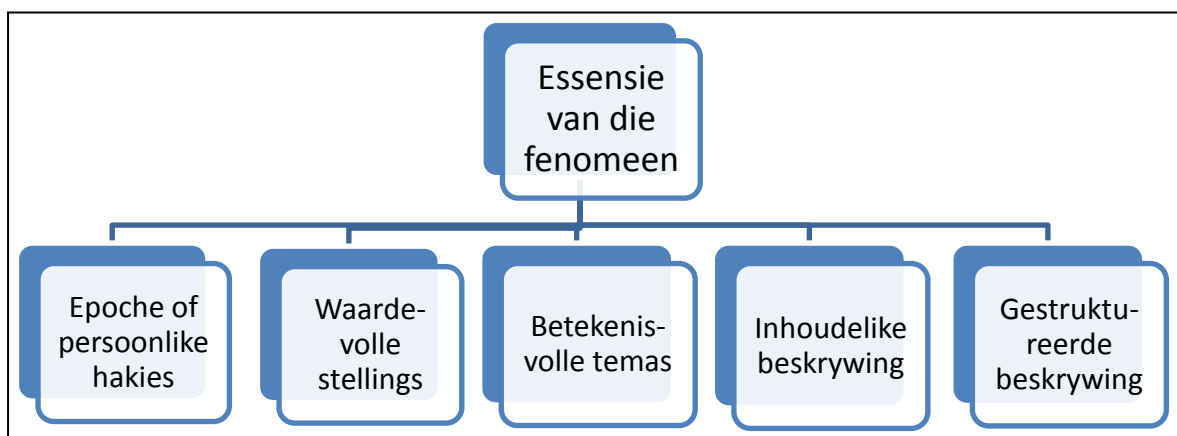 Essensie
van die
fenomeen
Epoche of
persoonlike
hakies
Waarde-
volle
stellings
Betekenis-
volle temas
Inhoudelike
beskrywing
Gestruktu-
reerde
beskrywing